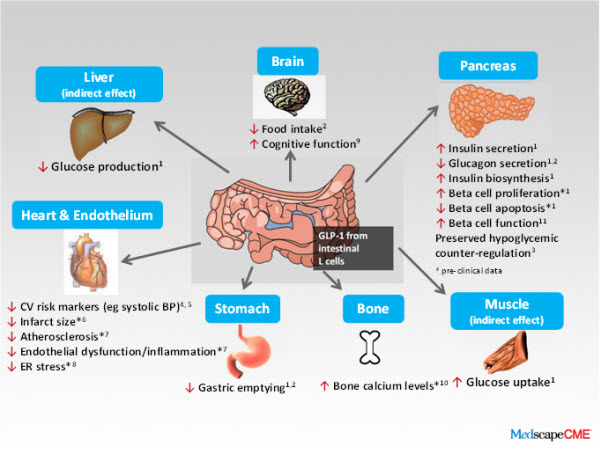 Brain
↓ Food intake²
↑ Cognitive function⁹
Liver
(indirect effect)
↓ Glucose production¹
Pancreas
↑ Insulin secretion¹
↓ Glucagon secretion¹,²
↑ Insulin biosynthesis¹
↑ Beta cell proliferation*¹
↓ Beta cell apoptosis*¹
↑ Beta cell function¹¹
Preserved hypoglycemic
counter-regulation³
* pre-clinical data
GLP-1 from
intestinal
L cells
Heart & Endothelium
↓ CV risk markers (eg systolic BP)⁴,⁵
↓ Infarct size*⁶
↓ Atherosclerosis*⁷
↓ Endothelial dysfunction/inflammation*⁷
↓ ER stress*⁸
Stomach
↓ Gastric emptying¹,²
Bone
↑ Bone calcium levels*¹⁰
Muscle
(indirect effect)
↑ Glucose uptake¹
MedscapeCME